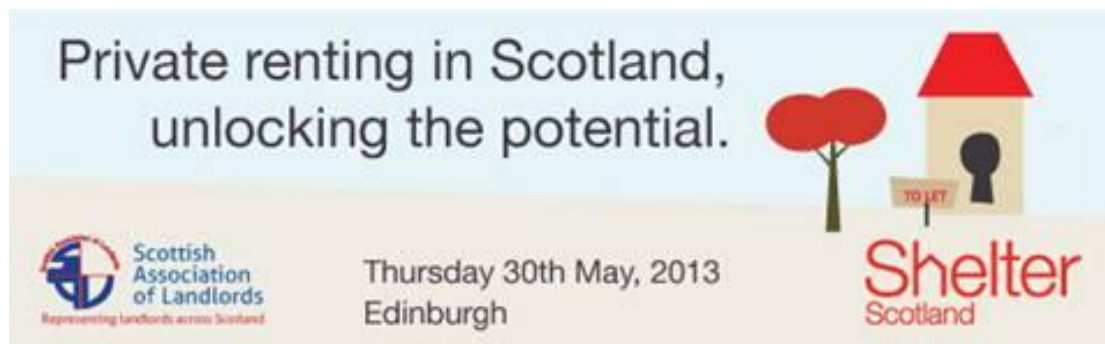 Private renting in Scotland,
unlocking the potential.
TO LET
Scottish
Association
of Landlords
Representing landlords across Scotland
Thursday 30th May, 2013
Edinburgh
Shelter
Scotland